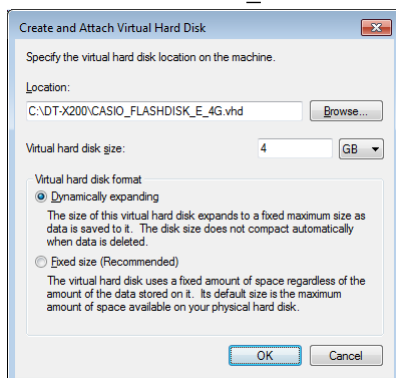 Create and Attach Virtual Hard Disk
Specify the virtual hard disk location on the machine.
Location:
C:\DT-X200\CASIO_FLASHDISK_E_4G.vhd
Browse...
Virtual hard disk size:
4
GB
Virtual hard disk format
Dynamically expanding
The size of this virtual hard disk expands to a fixed maximum size as
data is saved to it. The disk size does not compact automatically
when data is deleted.
Fixed size (Recommended)
The virtual hard disk uses a fixed amount of space regardless of the
amount of the data stored on it. Its default size is the maximum
amount of space available on your physical hard disk.
OK
Cancel